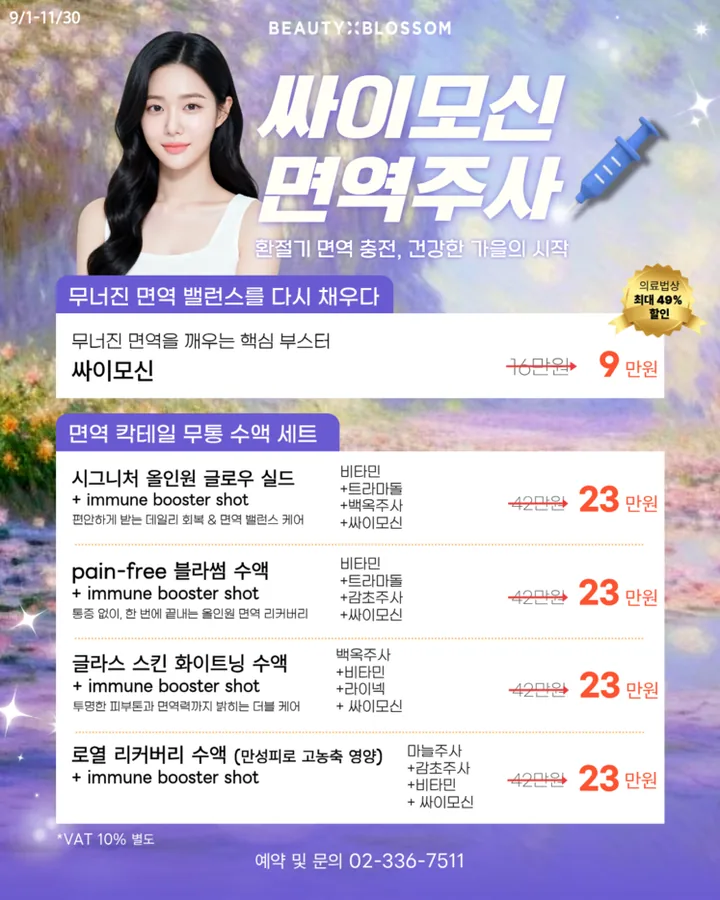 9/1-11/30
BEAUTY BLOSSOM
싸이모신
면역주사
환절기 면역 충전, 건강한 가을의 시작
무너진 면역 밸런스를 다시 채우다
의료법상
최대 49%
할인
무너진 면역을 깨우는 핵심 부스터
싸이모신
16만원 9 만원
면역 칵테일 무통 수액 세트
시그니처 올인원 글로우 실드
+ immune booster shot
편안하게 받는 데일리 회복 & 면역 밸런스 케어
비타민
+트라마돌
+백옥주사
+싸이모신
42만원 23 만원
pain-free 블라썸 수액
+ immune booster shot
통증 없이, 한 번에 끝내는 올인원 면역 리커버리
비타민
+트라마돌
+감초주사
+싸이모신
42만원 23 만원
글라스 스킨 화이트닝 수액
+ immune booster shot
투명한 피부톤과 면역력까지 밝히는 더블 케어
백옥주사
+비타민
+라이넥
+ 싸이모신
42만원 23 만원
로열 리커버리 수액 (만성피로 고농축 영양)
+ immune booster shot
마늘주사
+감초주사
+비타민
+ 싸이모신
42만원 23 만원
*VAT 10% 별도
예약 및 문의 02-336-7511